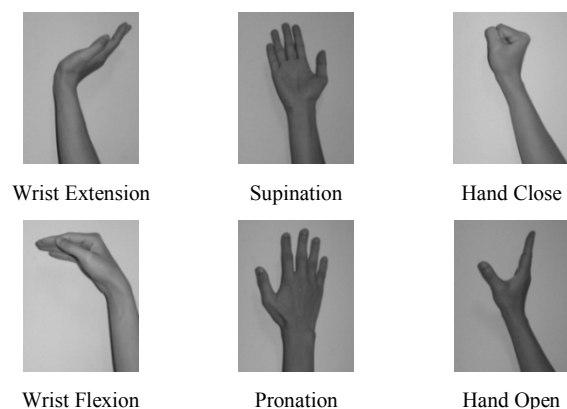 Wrist Extension
Supination
Hand Close
Wrist Flexion
Pronation
Hand Open